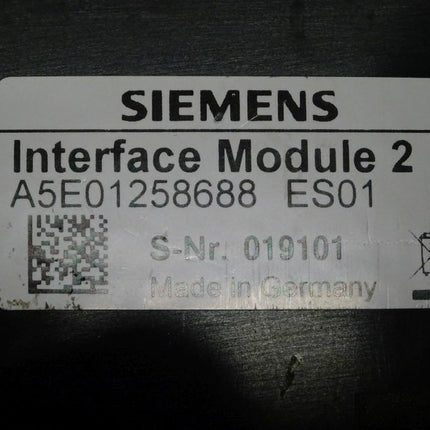 SIEMENS
Interface Module 2
A5E01258688 ES01
S-Nr. 019101
Made in Germany